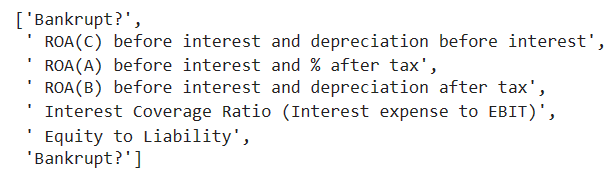 ['Bankrupt?',
' ROA(C) before interest and depreciation before interest',
' ROA(A) before interest and % after tax',
' ROA(B) before interest and depreciation after tax',
' Interest Coverage Ratio (Interest expense to EBIT)',
' Equity to Liability',
'Bankrupt?']